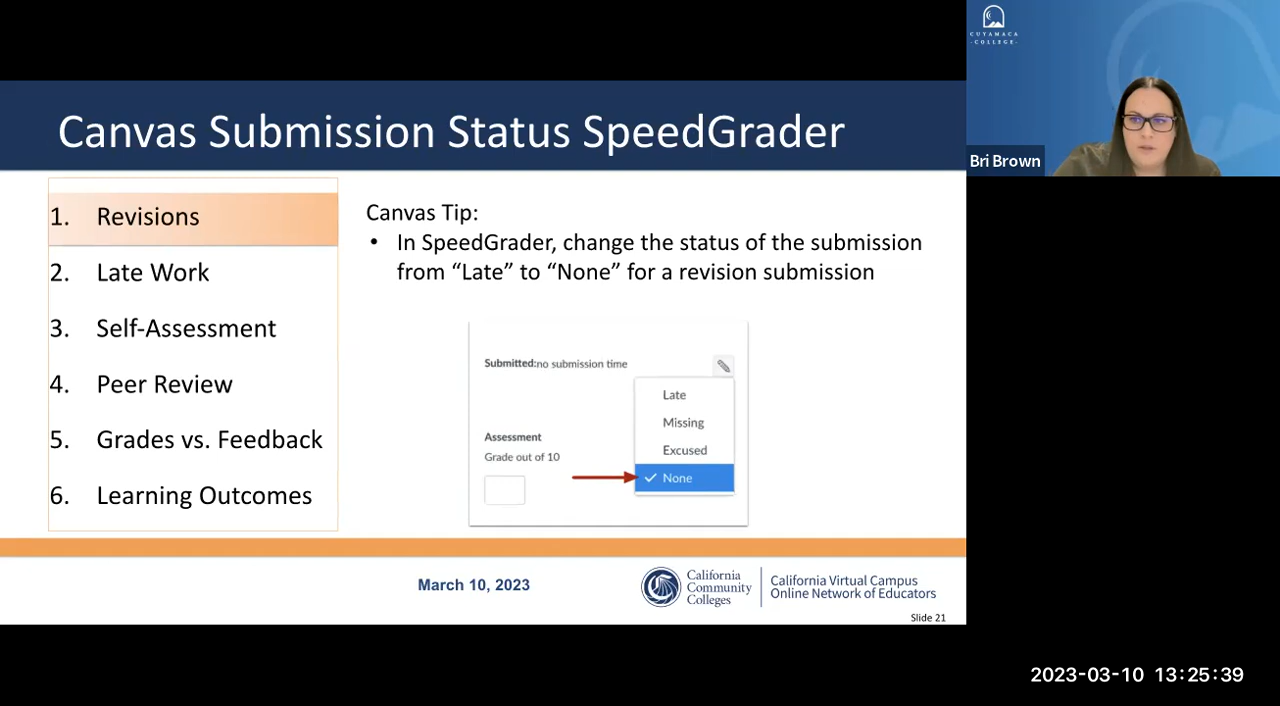 Canvas Submission Status SpeedGrader
1. Revisions
2. Late Work
3. Self-Assessment
4. Peer Review
5. Grades vs. Feedback
6. Learning Outcomes
Canvas Tip:
• In SpeedGrader, change the status of the submission
from “Late” to “None” for a revision submission
Submitted:no submission time
Late
Missing
Excused
None
Assessment
Grade out of 10
March 10, 2023
California
Community
Colleges
California Virtual Campus
Online Network of Educators
Slide 21
CUYAMACA
·COLLEGE·
Bri Brown
2023-03-10 13:25:39